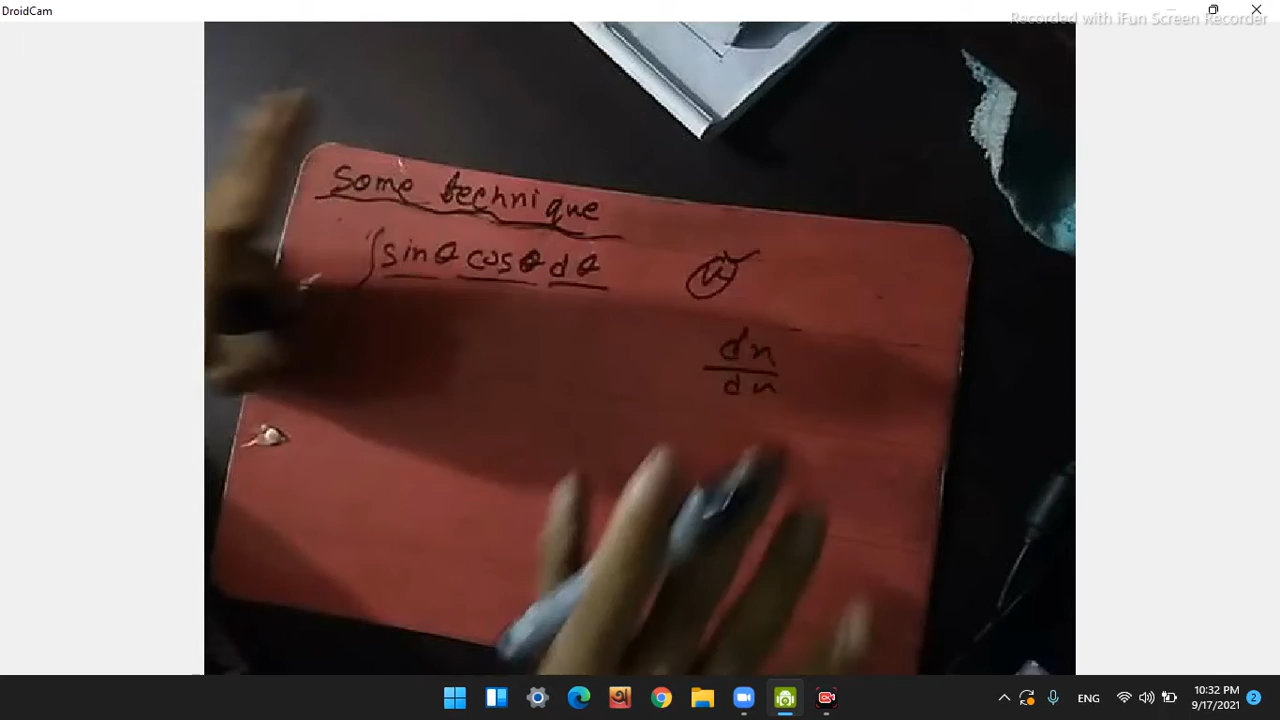 DroidCam
Recorded with iFun Screen Recorder
Some technique
∫ sinθ cosθ dθ
dx
dx
ENG
10:32 PM
9/17/2021
2